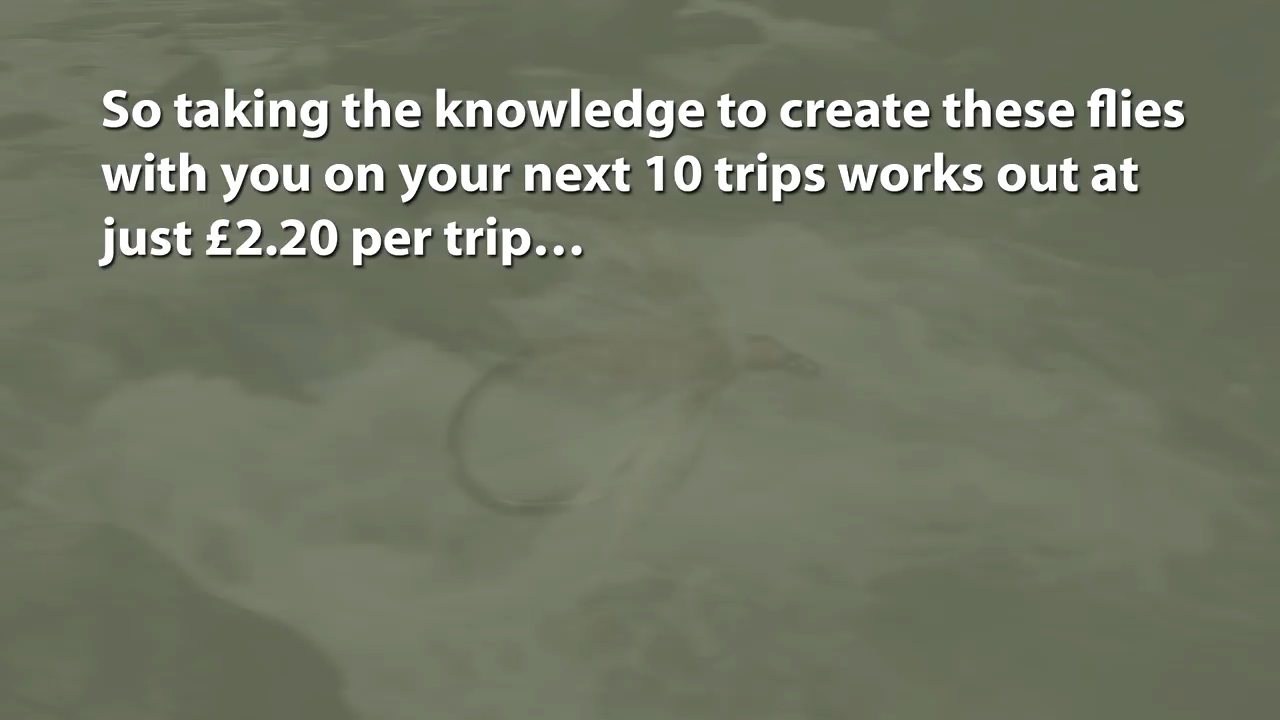 So taking the knowledge to create these flies
with you on your next 10 trips works out at
just £2.20 per trip…